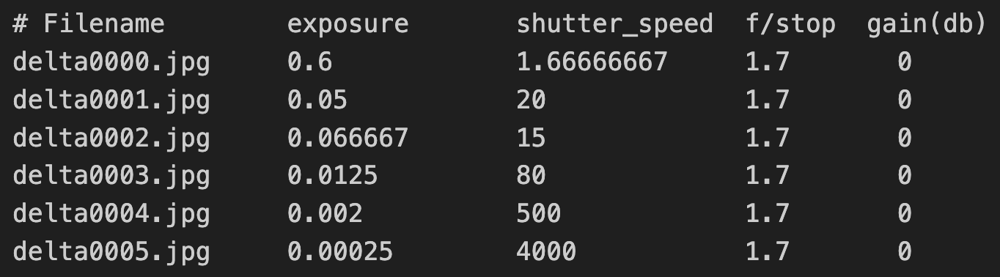 # Filename exposure shutter_speed f/stop gain(db)
delta0000.jpg 0.6 1.66666667 1.7 0
delta0001.jpg 0.05 20 1.7 0
delta0002.jpg 0.066667 15 1.7 0
delta0003.jpg 0.0125 80 1.7 0
delta0004.jpg 0.002 500 1.7 0
delta0005.jpg 0.00025 4000 1.7 0